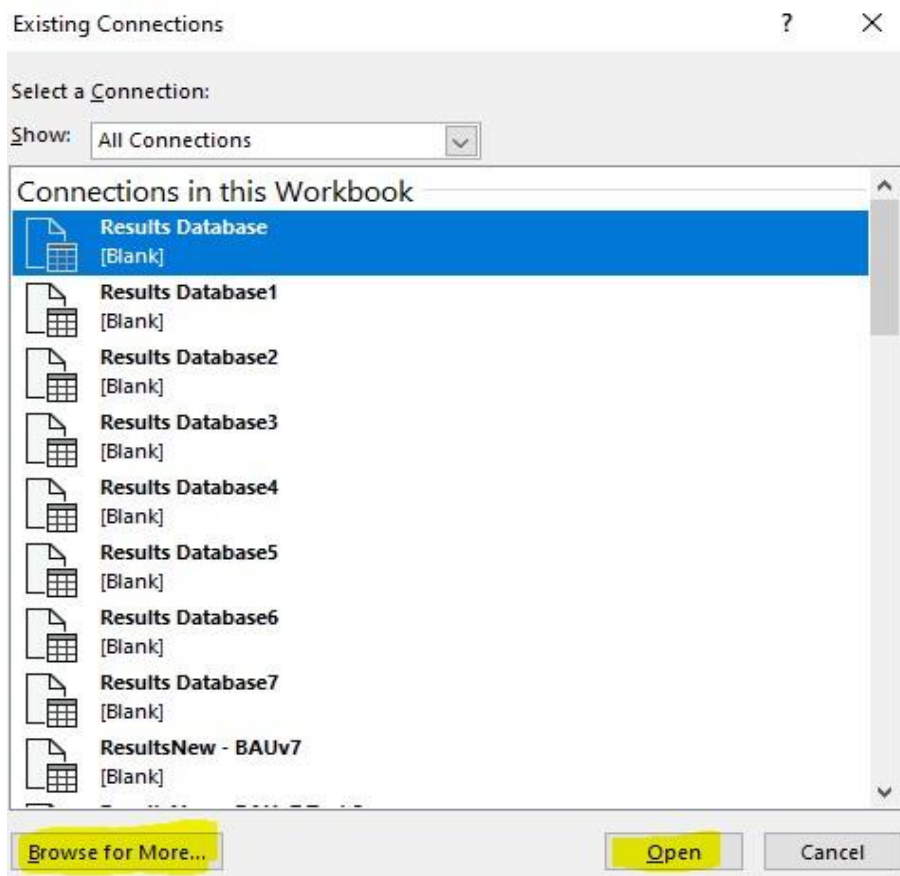 Existing Connections
?
Select a Connection:
Show: All Connections
Connections in this Workbook
Results Database
[Blank]
Results Database1
[Blank]
Results Database2
[Blank]
Results Database3
[Blank]
Results Database4
[Blank]
Results Database5
[Blank]
Results Database6
[Blank]
Results Database7
[Blank]
ResultsNew - BAUv7
[Blank]
Browse for More... Open Cancel